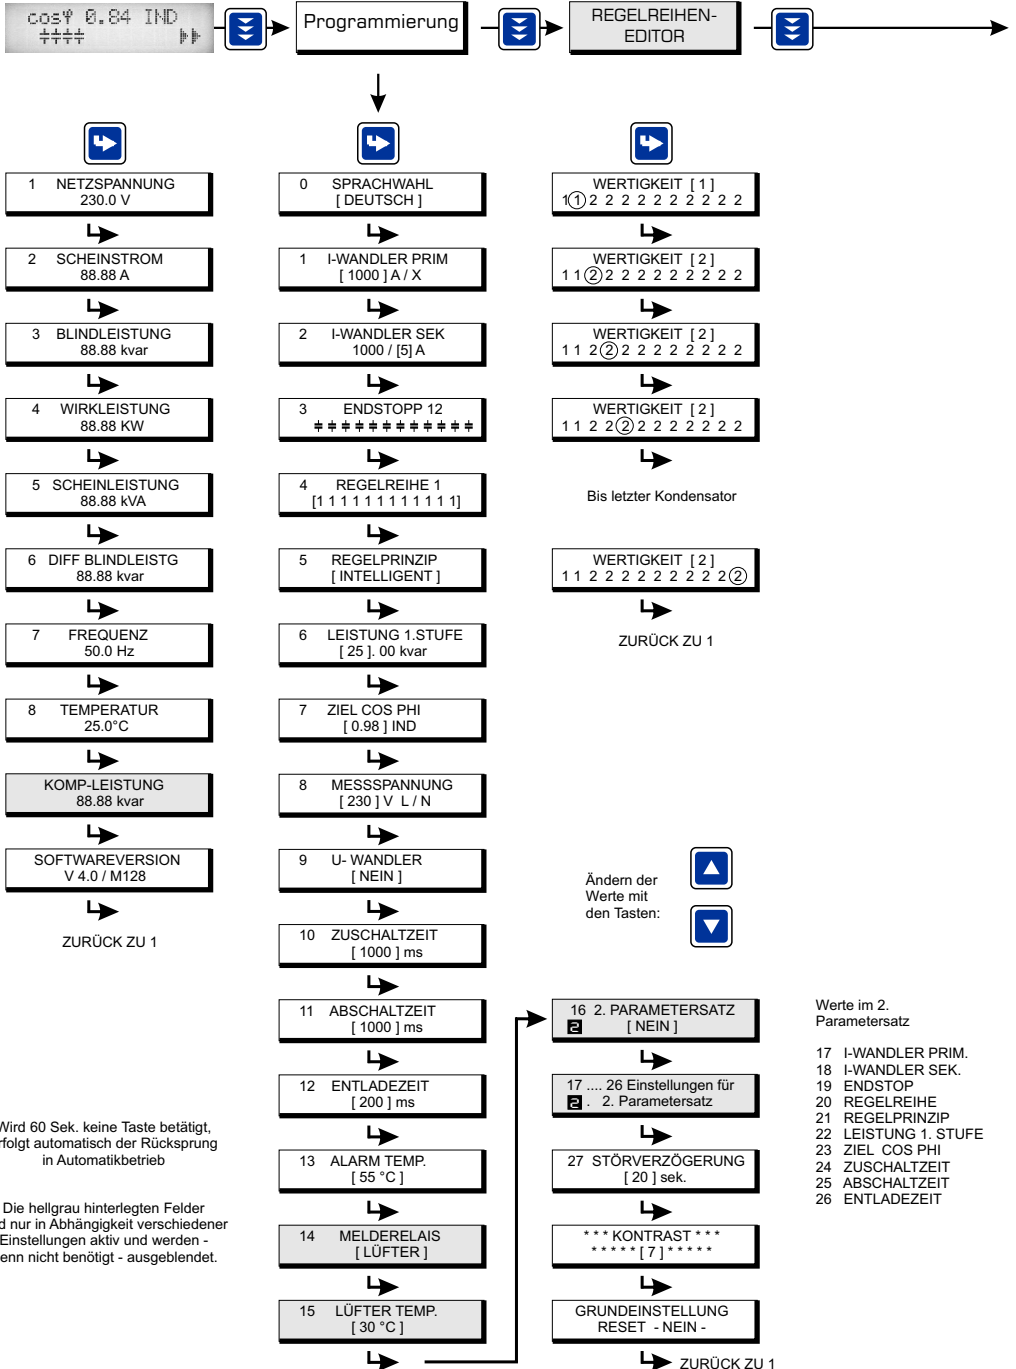 cosφ 0.84 IND
Programmierung
REGELREIHEN-
EDITOR
1 NETZSPANNUNG
230.0 V
2 SCHEINSTROM
88.88 A
3 BLINDLEISTUNG
88.88 kvar
4 WIRKLEISTUNG
88.88 KW
5 SCHEINLEISTUNG
88.88 kVA
6 DIFF BLINDLEISTG
88.88 kvar
7 FREQUENZ
50.0 Hz
8 TEMPERATUR
25.0°C
KOMP-LEISTUNG
88.88 kvar
SOFTWAREVERSION
V 4.0 / M128
ZURÜCK ZU 1
Wird 60 Sek. keine Taste betätigt,
rfolgt automatisch der Rücksprung
in Automatikbetrieb
Die hellgrau hinterlegten Felder
d nur in Abhängigkeit verschiedener
Einstellungen aktiv und werden -
enn nicht benötigt - ausgeblendet.
0 SPRACHWAHL
[ DEUTSCH ]
1 I-WANDLER PRIM
[ 1000 ] A / X
2 I-WANDLER SEK
1000 / [5] A
3 ENDSTOPP 12
4 REGELREIHE 1
[1 1 1 1 1 1 1 1 1 1 1 1]
5 REGELPRINZIP
[ INTELLIGENT ]
6 LEISTUNG 1.STUFE
[ 25 ]. 00 kvar
7 ZIEL COS PHI
[ 0.98 ] IND
8 MESSSPANNUNG
[ 230 ] V L / N
9 U- WANDLER
[ NEIN ]
10 ZUSCHALTZEIT
[ 1000 ] ms
11 ABSCHALTZEIT
[ 1000 ] ms
12 ENTLADEZEIT
[ 200 ] ms
13 ALARM TEMP.
[ 55 °C ]
14 MELDERELAIS
[ LÜFTER ]
15 LÜFTER TEMP.
[ 30 °C ]
WERTIGKEIT [ 1 ]
1 1 2 2 2 2 2 2 2 2 2 2
WERTIGKEIT [ 2 ]
1 1 2 2 2 2 2 2 2 2 2 2
WERTIGKEIT [ 2 ]
1 1 2 2 2 2 2 2 2 2 2 2
WERTIGKEIT [ 2 ]
1 1 2 2 2 2 2 2 2 2 2 2
Bis letzter Kondensator
WERTIGKEIT [ 2 ]
1 1 2 2 2 2 2 2 2 2 2 2
ZURÜCK ZU 1
Ändern der
Werte mit
den Tasten:
16 2. PARAMETERSATZ
2 [ NEIN ]
17 .... 26 Einstellungen für
2 . 2. Parametersatz
27 STÖRVERZÖGERUNG
[ 20 ] sek.
* * * KONTRAST * * *
* * * * * [ 7 ] * * * * *
GRUNDEINSTELLUNG
RESET - NEIN -
ZURÜCK ZU 1
Werte im 2.
Parametersatz
17 I-WANDLER PRIM.
18 I-WANDLER SEK.
19 ENDSTOP
20 REGELREIHE
21 REGELPRINZIP
22 LEISTUNG 1. STUFE
23 ZIEL COS PHI
24 ZUSCHALTZEIT
25 ABSCHALTZEIT
26 ENTLADEZEIT